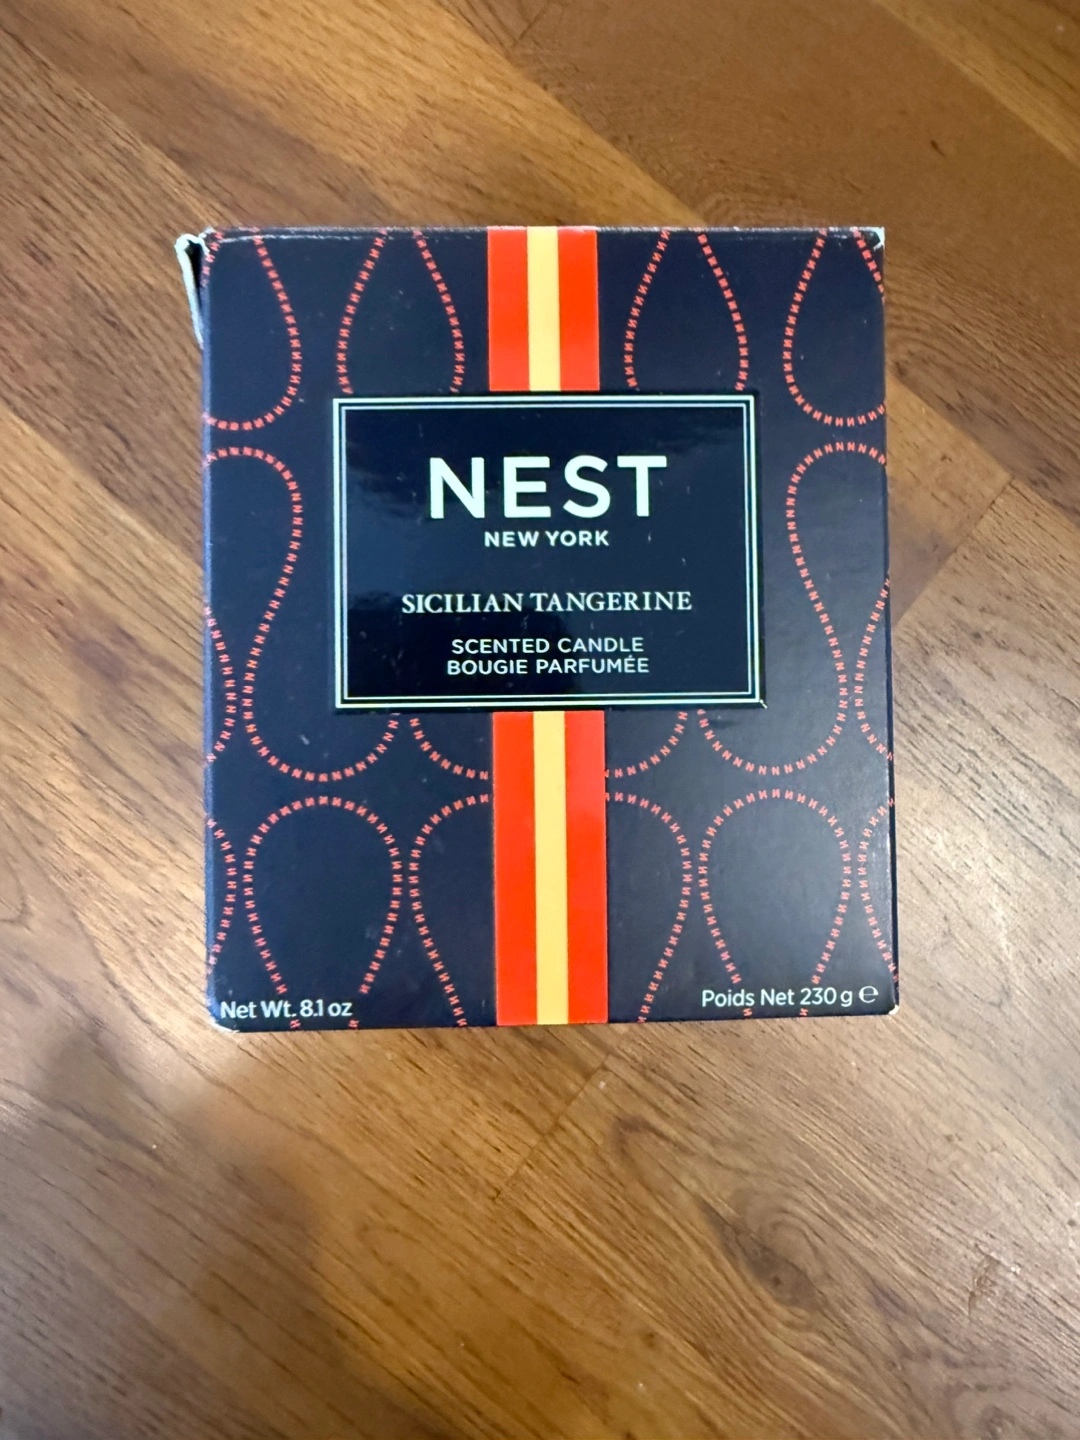 NEST
NEW YORK
SICILIAN TANGERINE
SCENTED CANDLE
BOUGIE PARFUMÉE
Net Wt. 8.1 oz
Poids Net 230 g ℮